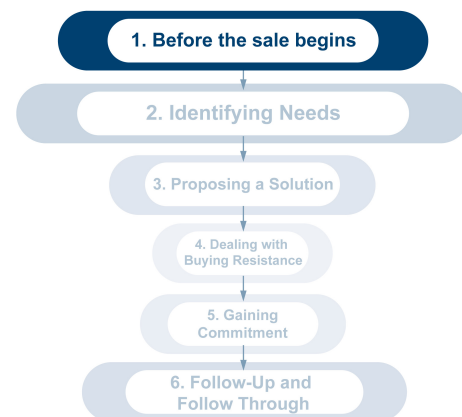 1. Before the sale begins
2. Identifying Needs
3. Proposing a Solution
4. Dealing with
Buying Resistance
5. Gaining
Commitment
6. Follow-Up and
Follow Through